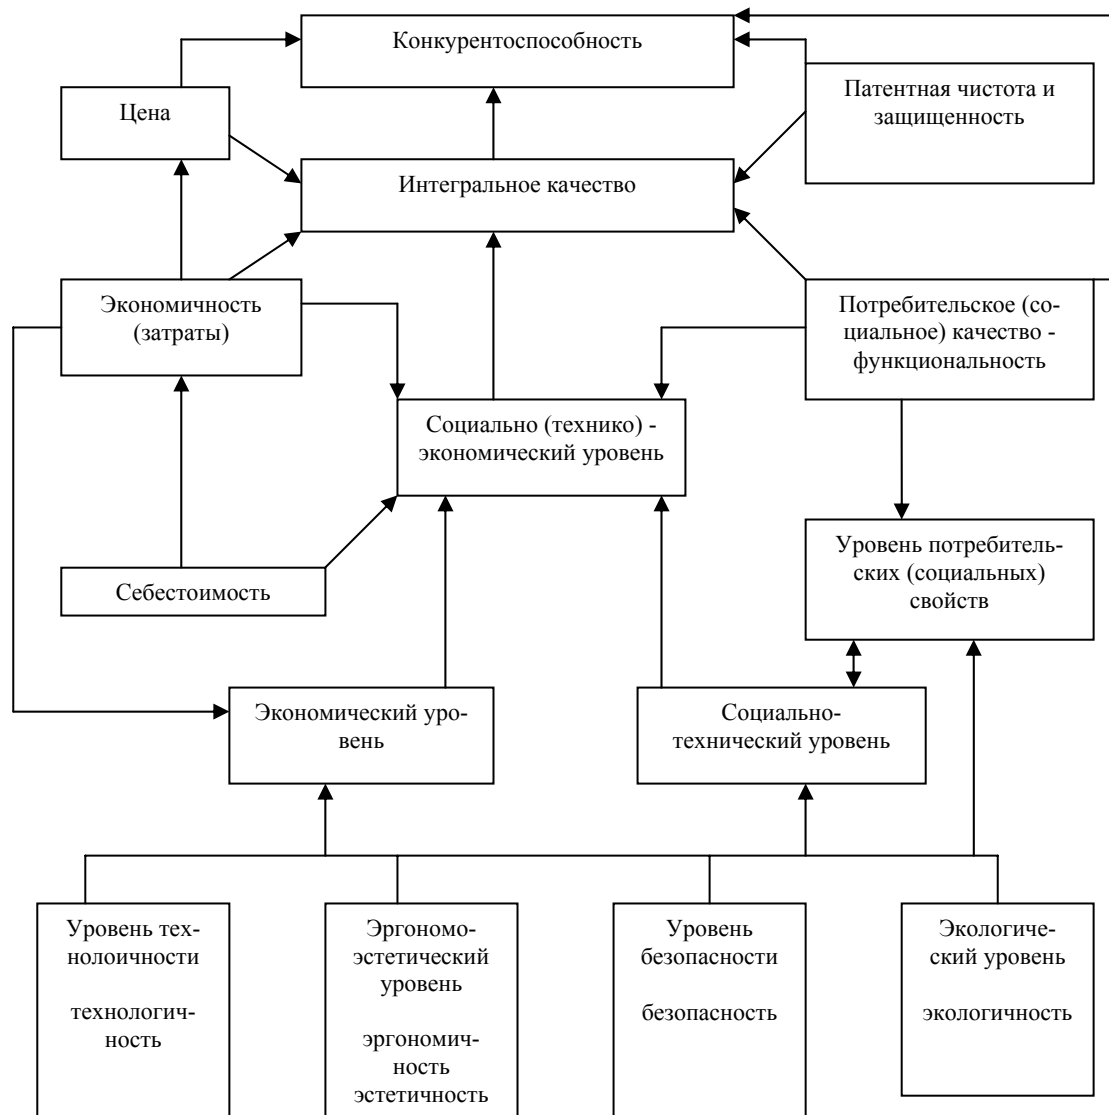 Конкурентоспособность
Цена
Патентная чистота и
защищенность
Интегральное качество
Экономичность
(затраты)
Потребительское (со-
циальное) качество -
функциональность
Социально (технико) -
экономический уровень
Уровень потребитель-
ских (социальных)
свойств
Себестоимость
Экономический уро-
вень
Социально-
технический уровень
Уровень тех-
нолоичности
технологич-
ность
Эргономо-
эстетический
уровень
эргономич-
ность
эстетичность
Уровень
безопасности
безопасность
Экологиче-
ский уровень
экологичность